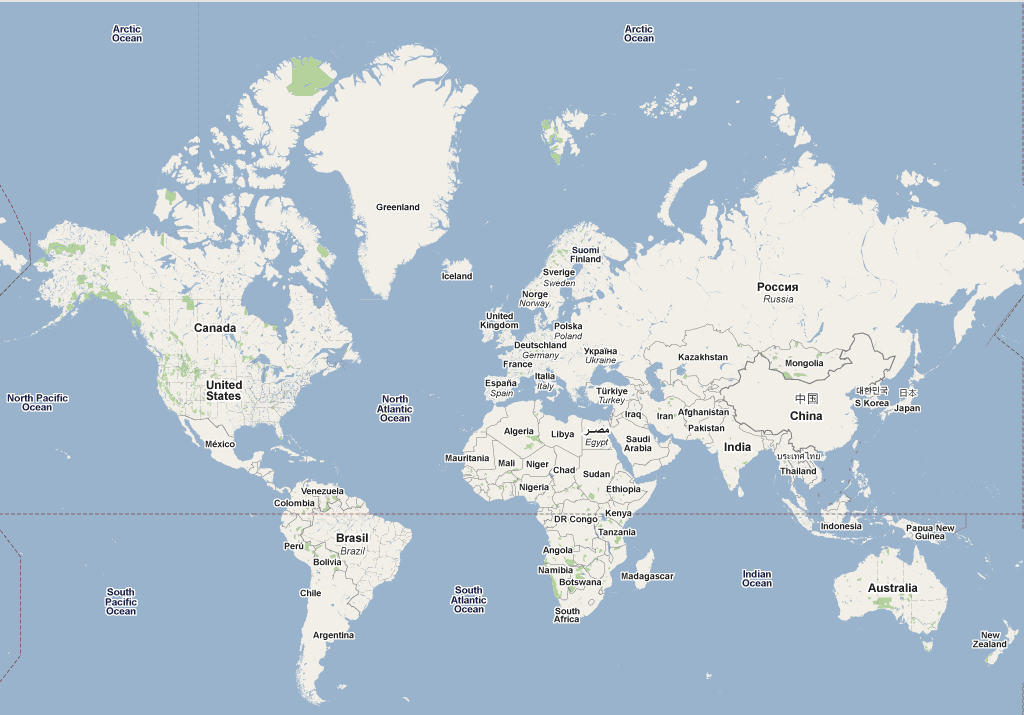 Arctic
Ocean
Arctic
Ocean
Greenland
Iceland
Suomi
Finland
Sverige
Sweden
Norge
Norway
Россия
Russia
United
Kingdom
Polska
Poland
Canada
Deutschland
Germany
Україна
Ukraine
France
Kazakhstan
Mongolia
Italia
Italy
España
Spain
United
States
Türkiye
Turkey
North Pacific
Ocean
North
Atlantic
Ocean
中国
China
대한민국
S Korea
日本
Japan
Iraq
Iran
Afghanistan
Pakistan
México
Algeria
Libya
مصر
Egypt
Saudi
Arabia
India
Mauritania
Mali
Niger
Chad
Sudan
ประเทศไทย
Thailand
Nigeria
Ethiopia
Venezuela
Colombia
DR Congo
Kenya
Tanzania
Indonesia
Papua New
Guinea
Brasil
Brazil
Perú
Bolivia
Angola
Namibia
Botswana
Madagascar
Indian
Ocean
Australia
South
Pacific
Ocean
Chile
South
Atlantic
Ocean
South
Africa
Argentina
New
Zealand